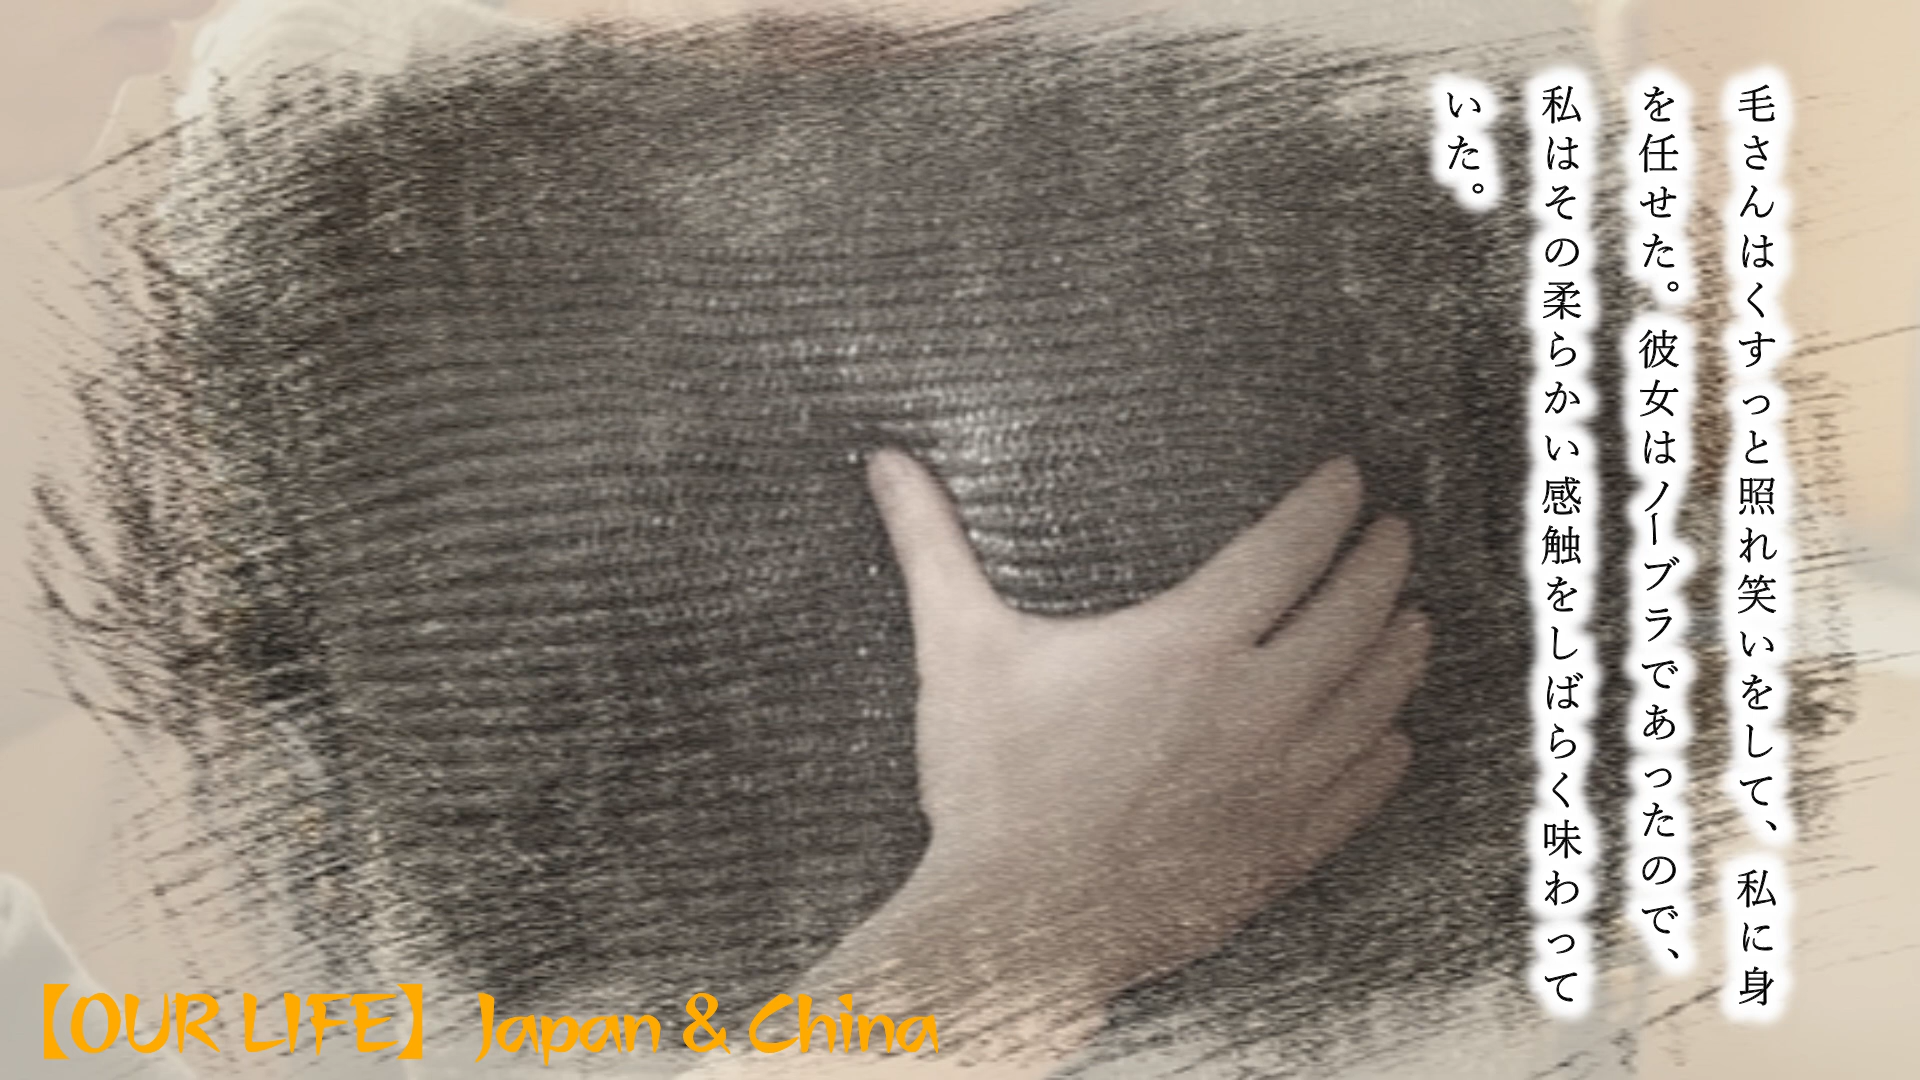 毛さんはくすっと照れ笑いをして、私に身
を任せた。彼女はノーブラであったので、
私はその柔らかい感触をしばらく味わって
いた。
【OUR LIFE】 Japan & China